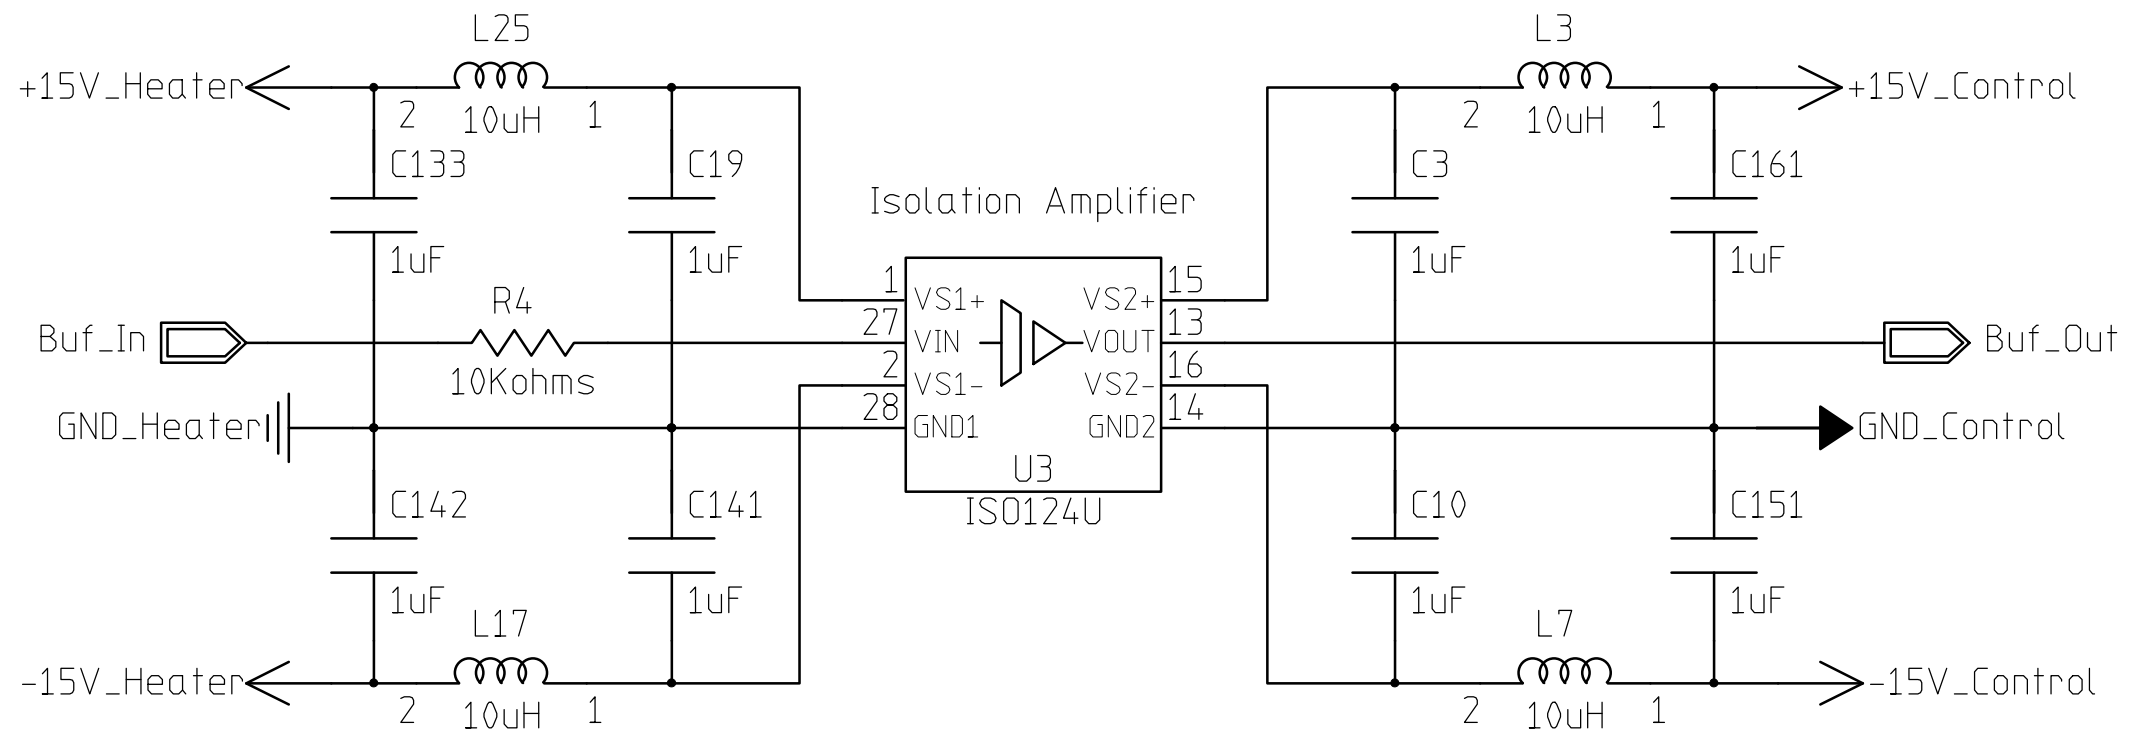 L25
L3
+15V_Heater
+15V_Control
2
10uH
1
2
10uH
1
C133
C19
C3
C161
Isolation Amplifier
1uF
1uF
1uF
1uF
1
VS1+
VS2+
15
R4
27
VIN
VOUT
13
Buf_In
Buf_Out
10Kohms
2
VS1-
VS2-
16
28
GND1
GND2
14
GND_Heater
GND_Control
U3
ISO124U
C142
C141
C10
C151
1uF
1uF
1uF
1uF
L17
L7
-15V_Heater
-15V_Control
2
10uH
1
2
10uH
1